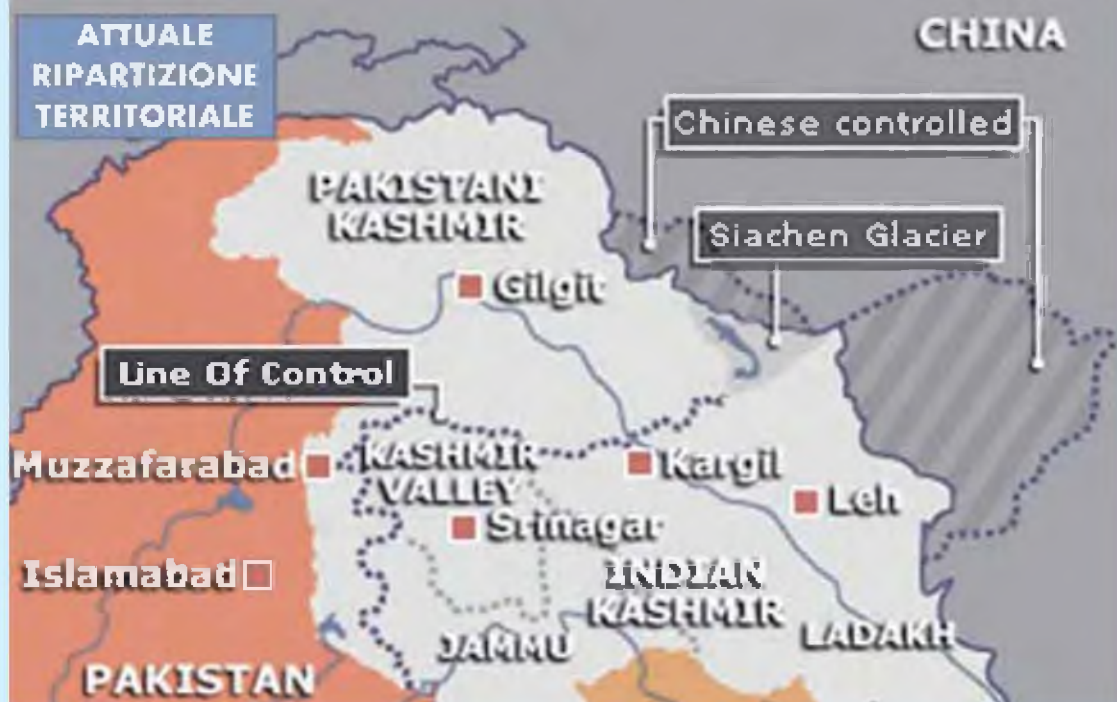 ATTUALE
RIPARTIZIONE
TERRITORIALE
CHINA
Chinese controlled
PAKISTANI
KASHMIR
Siachen Glacier
Gilgit
Line Of Control
Muzzafarabad
KASHMIR
VALLEY
Kargil
Leh
Srinagar
Islamabad
INDIAN
KASHMIR
JAMMU
LADAKH
PAKISTAN